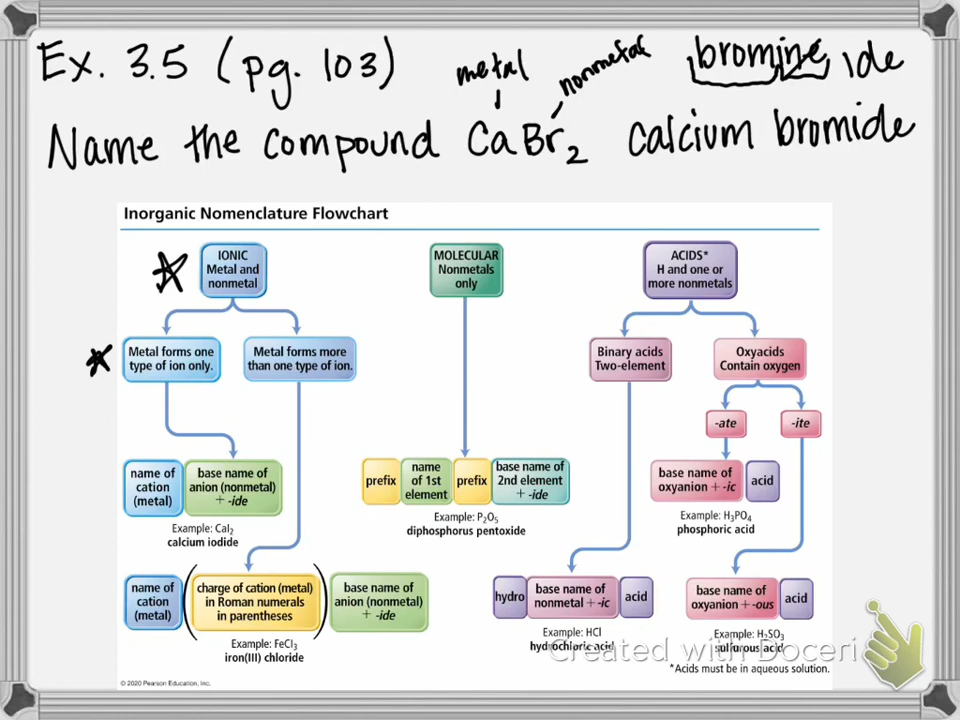 Ex. 3.5 (pg. 103) metal nonmetal bromine ide
Name the compound CaBr₂ calcium bromide
Inorganic Nomenclature Flowchart
IONIC
Metal and
nonmetal
MOLECULAR
Nonmetals
only
ACIDS*
H and one or
more nonmetals
Metal forms one
type of ion only.
Metal forms more
than one type of ion.
Binary acids
Two-element
Oxyacids
Contain oxygen
-ate
-ite
name of
cation
(metal)
base name of
anion (nonmetal)
+ -ide
Example: CaI₂
calcium iodide
prefix
name
of 1st
element
prefix
base name of
2nd element
+ -ide
Example: P₂O₅
diphosphorus pentoxide
base name of
oxyanion + -ic
acid
Example: H₃PO₄
phosphoric acid
name of
cation
(metal)
(charge of cation (metal)
in Roman numerals
in parentheses)
base name of
anion (nonmetal)
+ -ide
Example: FeCl₃
iron(III) chloride
hydro
base name of
nonmetal + -ic
acid
Example: HCl
hydrochloric acid
base name of
oxyanion + -ous
acid
Example: H₂SO₃
sulfurous acid
Created with Doceri
*Acids must be in aqueous solution.
© 2020 Pearson Education, Inc.